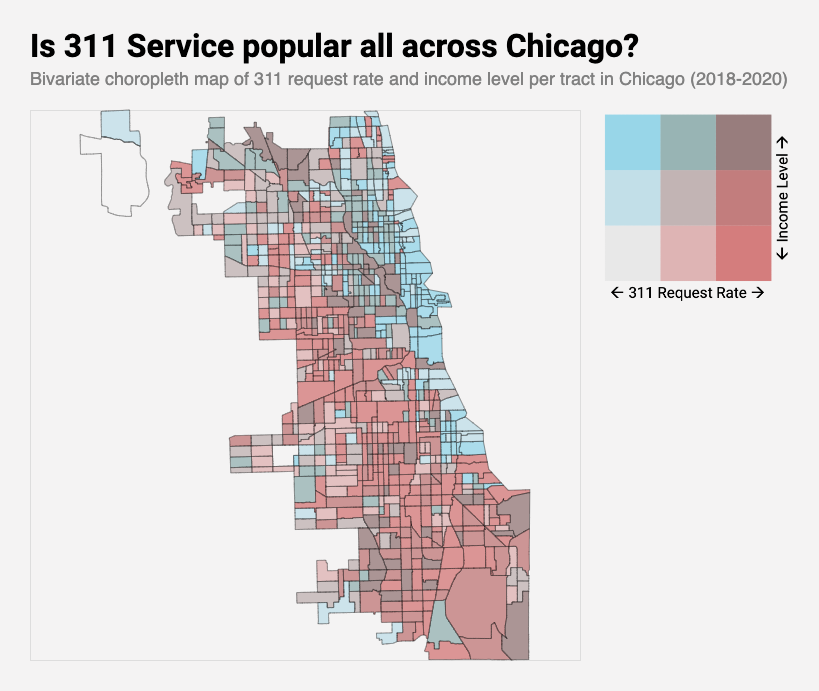 Is 311 Service popular all across Chicago?
Bivariate choropleth map of 311 request rate and income level per tract in Chicago (2018-2020)
← Income Level →
← 311 Request Rate →